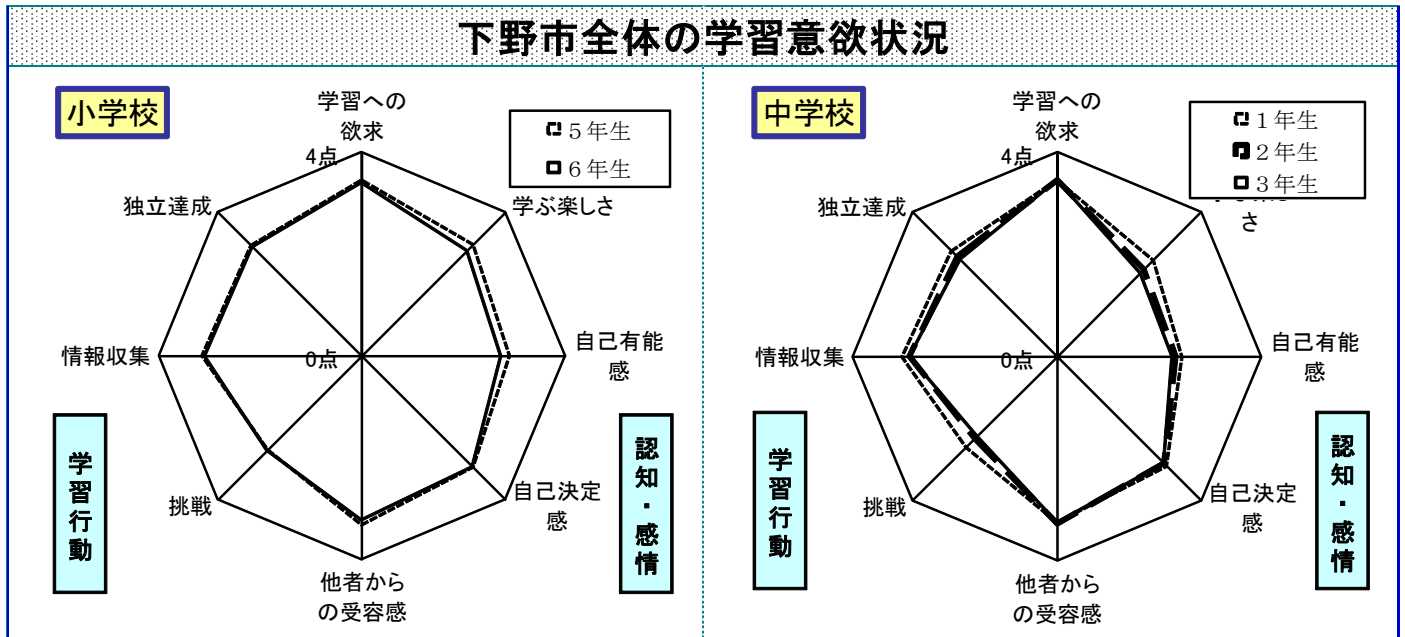 下野市全体の学習意欲状況
小学校
5年生
6年生
学習への
欲求
4点
学ぶ楽しさ
自己有能
感
自己決定
感
他者から
の受容感
挑戦
情報収集
独立達成
0点
学習行動
認知・感情
中学校
1年生
2年生
3年生
学習への
欲求
4点
さ
自己有能
感
自己決定
感
他者から
の受容感
挑戦
情報収集
独立達成
0点
学習行動
認知・感情